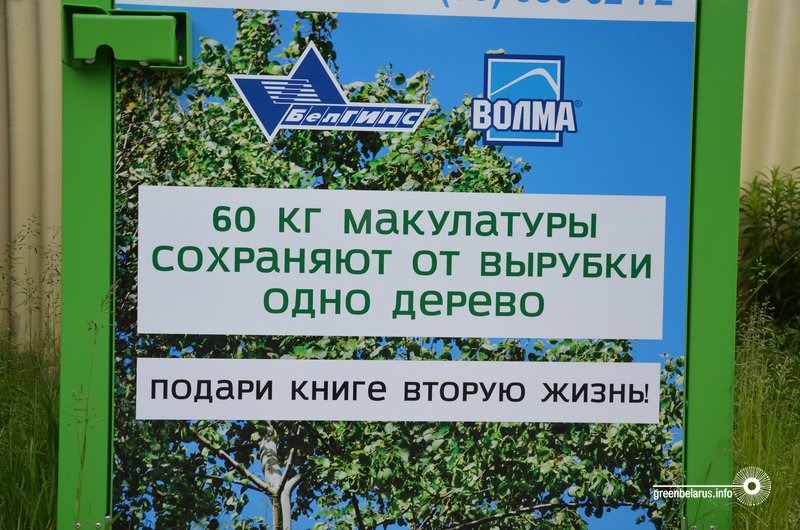 БелГИПС
ВОЛМА®
60 КГ МАКУЛАТУРЫ
СОХРАНЯЮТ ОТ ВЫРУБКИ
ОДНО ДЕРЕВО
ПОДАРИ КНИГЕ ВТОРУЮ ЖИЗНЬ!
greenbelarus.info